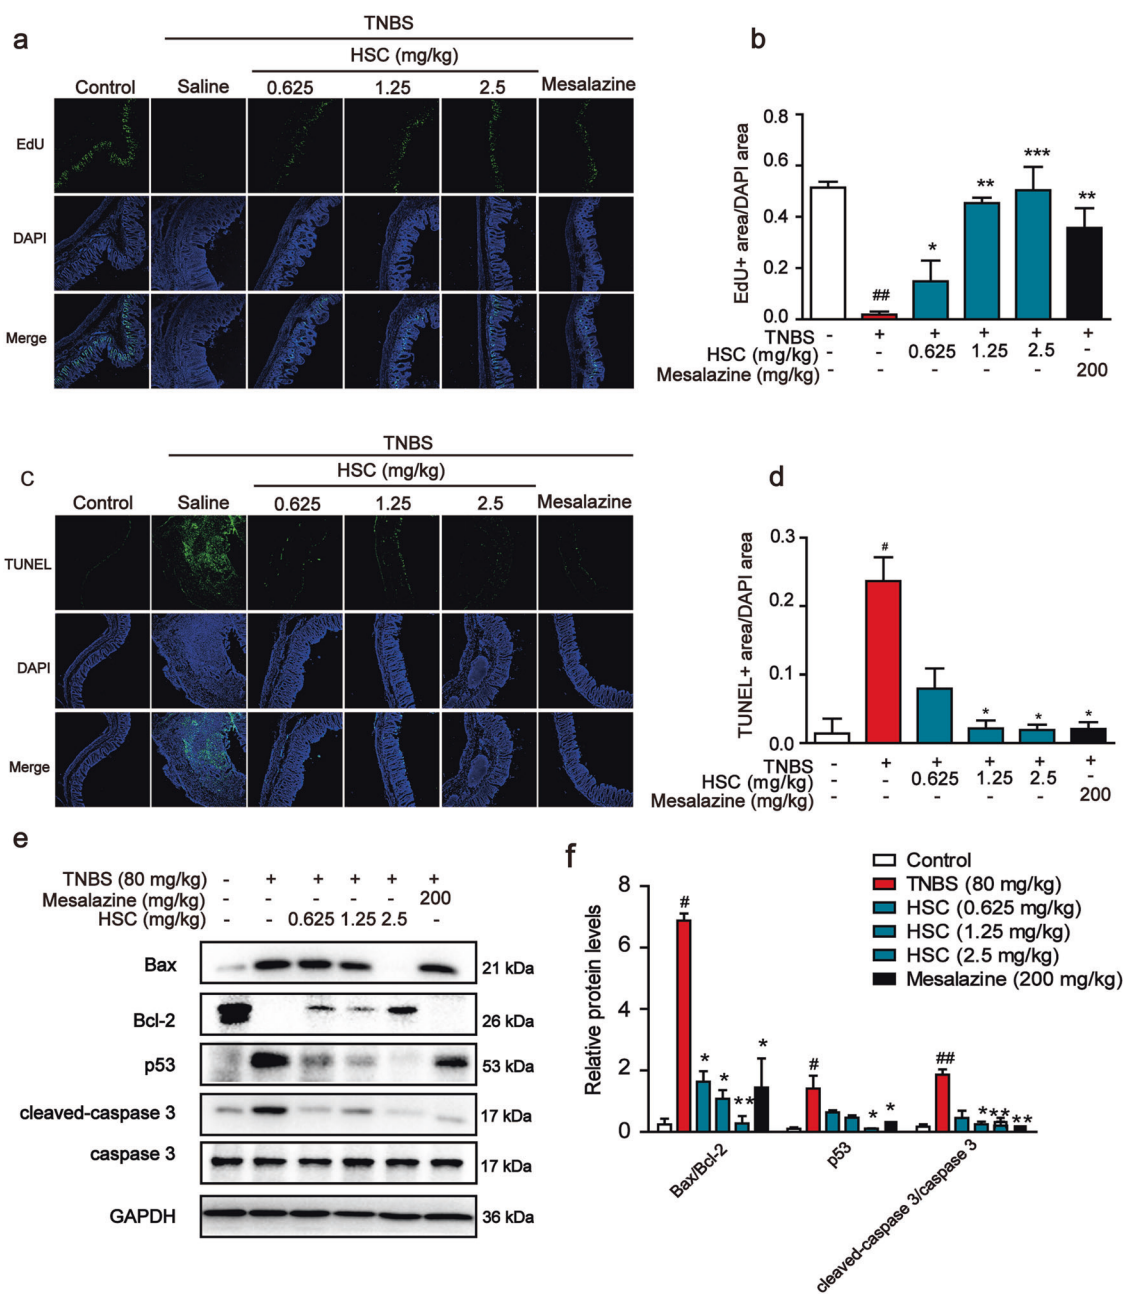 a
TNBS
HSC (mg/kg)
Control Saline 0.625 1.25 2.5 Mesalazine
EdU
DAPI
Merge
b
EdU+ area/DAPI area
0.8
0.6
0.4
0.2
0.0
## * ** *** **
TNBS - + + + + +
HSC (mg/kg) - - 0.625 1.25 2.5 -
Mesalazine (mg/kg) - - - - - 200
c
TNBS
HSC (mg/kg)
Control Saline 0.625 1.25 2.5 Mesalazine
TUNEL
DAPI
Merge
d
TUNEL+ area/DAPI area
0.3
0.2
0.1
0.0
# * * *
TNBS - + + + + +
HSC (mg/kg) - - 0.625 1.25 2.5 -
Mesalazine (mg/kg) - - - - - 200
e
TNBS (80 mg/kg) - + + + + +
Mesalazine (mg/kg) - - - - - 200
HSC (mg/kg) - - 0.625 1.25 2.5 -
Bax 21 kDa
Bcl-2 26 kDa
p53 53 kDa
cleaved-caspase 3 17 kDa
caspase 3 17 kDa
GAPDH 36 kDa
f
Control
TNBS (80 mg/kg)
HSC (0.625 mg/kg)
HSC (1.25 mg/kg)
HSC (2.5 mg/kg)
Mesalazine (200 mg/kg)
Relative protein levels
8
6
4
2
0
# * * ** *
# * *
## * ** **
Bax/Bcl-2
p53
cleaved-caspase 3/caspase 3